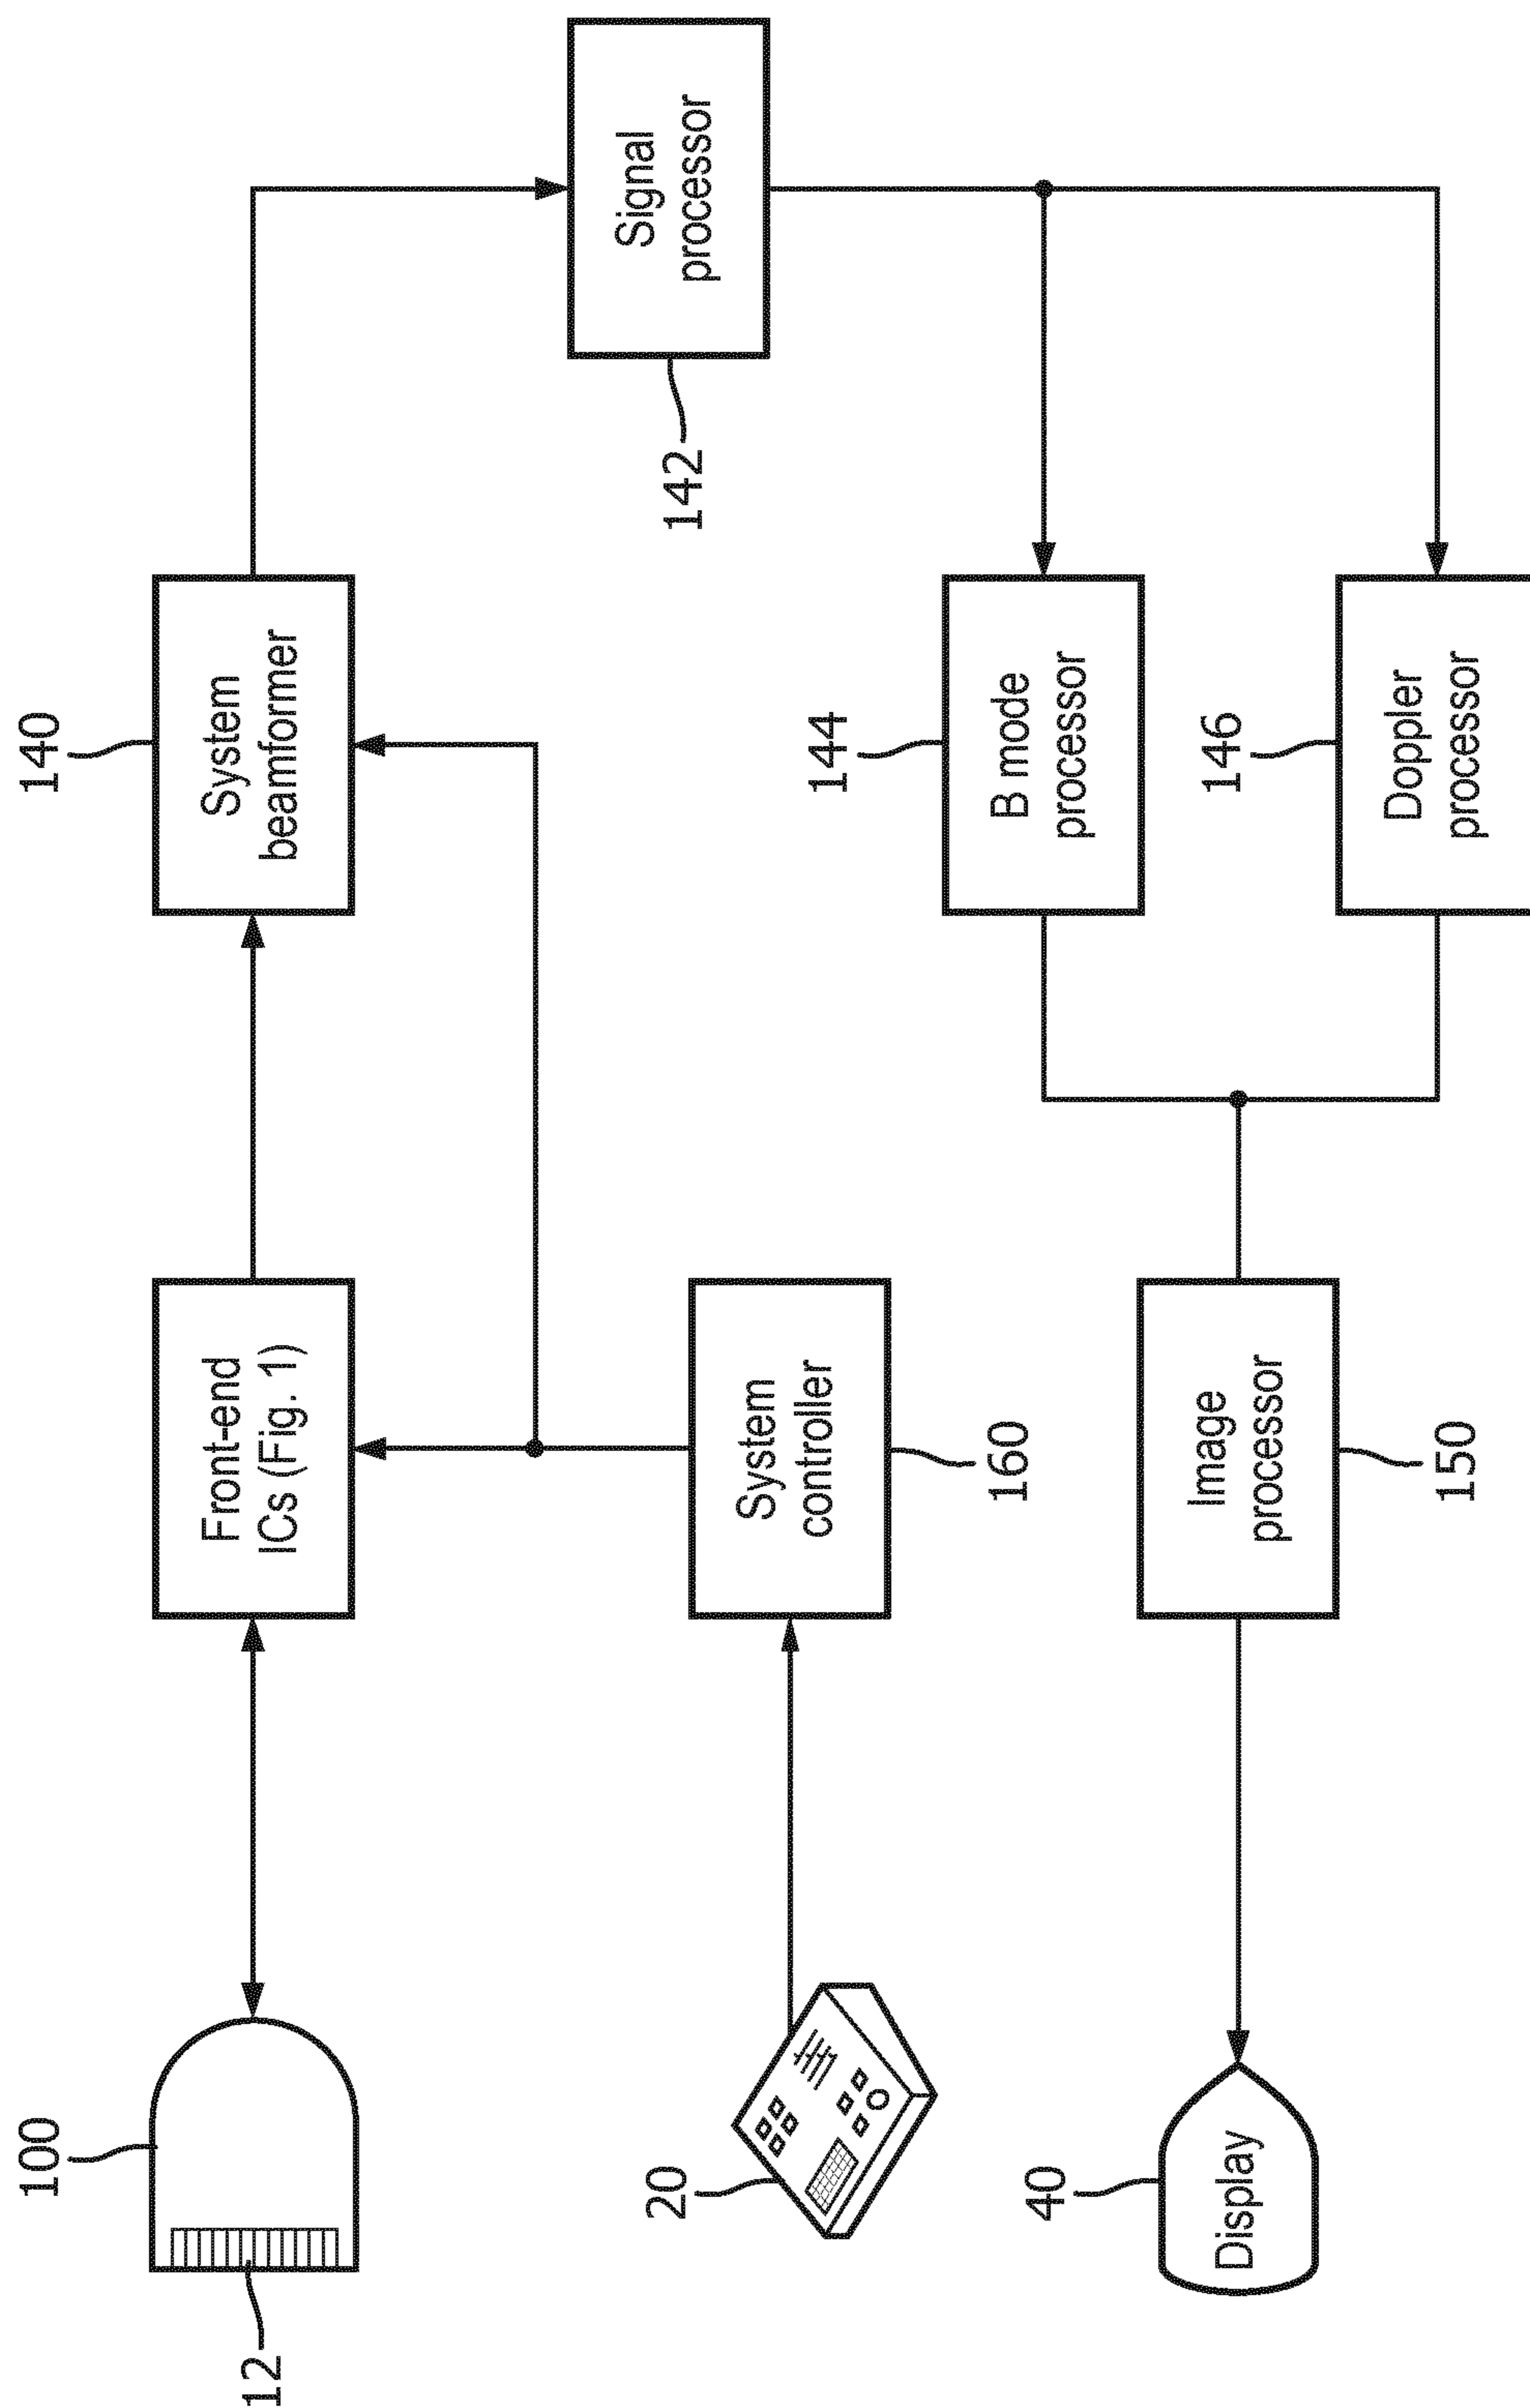 100
12
Front-end
ICs (Fig. 1)
140
System
beamformer
142
Signal
processor
20
System
controller
160
144
B mode
processor
40
Display
Image
processor
150
146
Doppler
processor